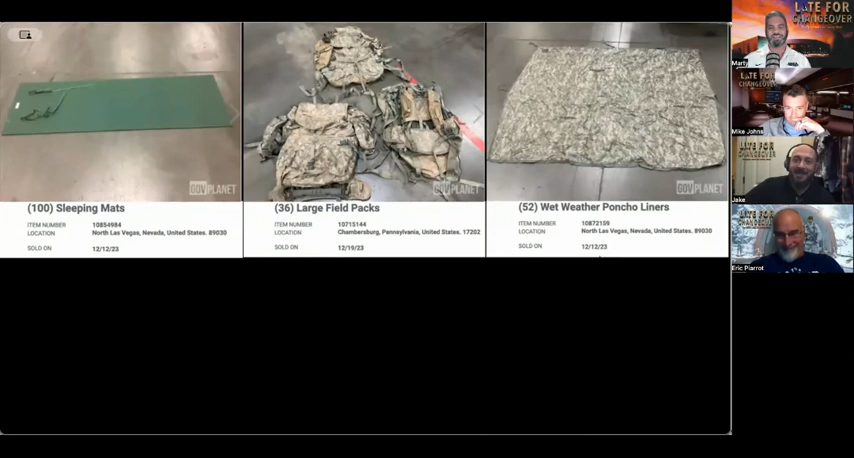 GOVPLANET
GOVPLANET
GOVPLANET
(100) Sleeping Mats
ITEM NUMBER 10854984
LOCATION North Las Vegas, Nevada, United States. 89030
SOLD ON 12/12/23
(36) Large Field Packs
ITEM NUMBER 10715144
LOCATION Chambersburg, Pennsylvania, United States. 17202
SOLD ON 12/19/23
(52) Wet Weather Poncho Liners
ITEM NUMBER 10872159
LOCATION North Las Vegas, Nevada, United States. 89030
SOLD ON 12/12/23
LATE FOR
CHANGEOVER
Marty
LATE FOR
CHANGEOVER
Mike Johns
LATE FOR
CHANGEOVER
Jake
LATE FOR
CHANGEOVER
Eric Piarrot